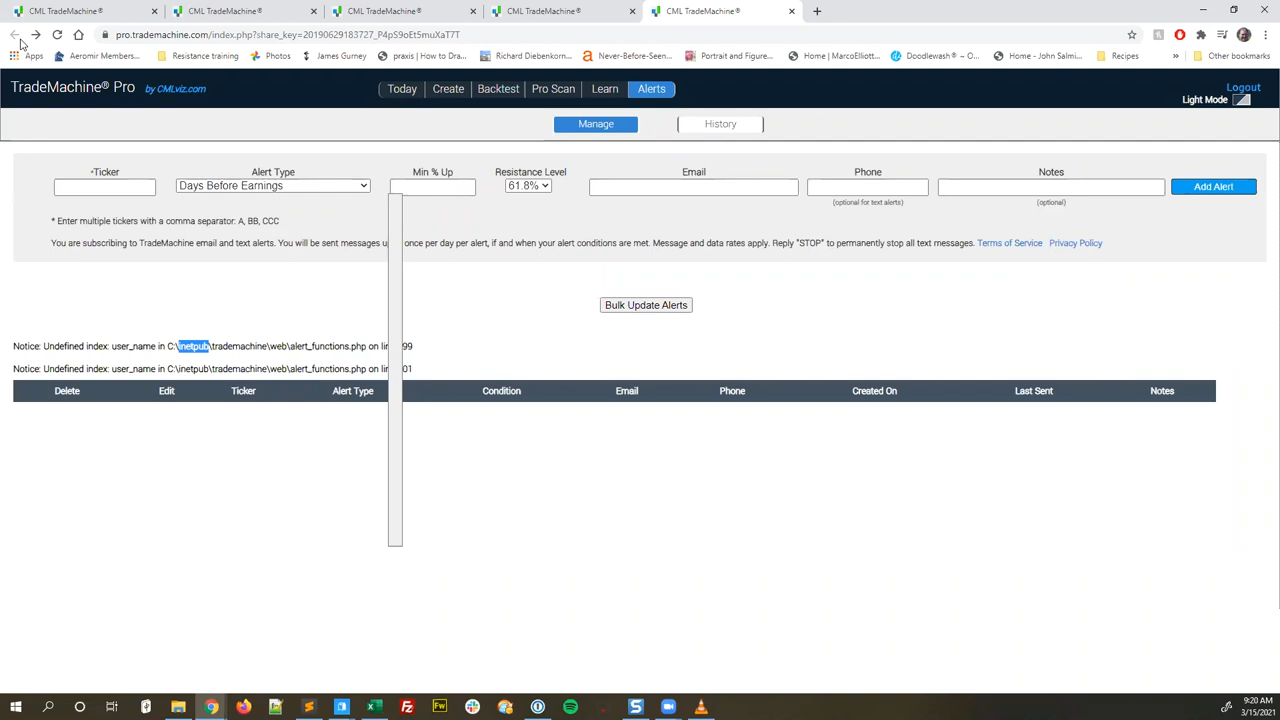 CML TradeMachine® CML TradeMachine® CML TradeMachine® CML TradeMachine® CML TradeMachine®
pro.trademachine.com/index.php?share_key=20190629183727_P4pS9oEt5muXaT7T
Apps Aeromir Members... Resistance training Photos James Gurney praxis | How to Dra... Richard Diebenkorn... Never-Before-Seen... Portrait and Figure... Home - MarcoElliott... Doodlewash® – Wo... Home - John Salmi... Recipes » Other bookmarks
TradeMachine® Pro by CMLviz.com Today Create Backtest Pro Scan Learn Alerts Logout
Light Mode
Manage History
*Ticker Alert Type Min % Up Resistance Level Email Phone Notes
Days Before Earnings 61.8% Add Alert
(optional for text alerts) (optional)
* Enter multiple tickers with a comma separator: A, BB, CCC
You are subscribing to TradeMachine email and text alerts. You will be sent messages u once per day per alert, if and when your alert conditions are met. Message and data rates apply. Reply "STOP" to permanently stop all text messages. Terms of Service Privacy Policy
Bulk Update Alerts
Notice: Undefined index: user_name in C:\inetpub\trademachine\web\alert_functions.php on lin 99
Notice: Undefined index: user_name in C:\inetpub\trademachine\web\alert_functions.php on lin 01
Delete Edit Ticker Alert Type Condition Email Phone Created On Last Sent Notes
9:20 AM
3/15/2021